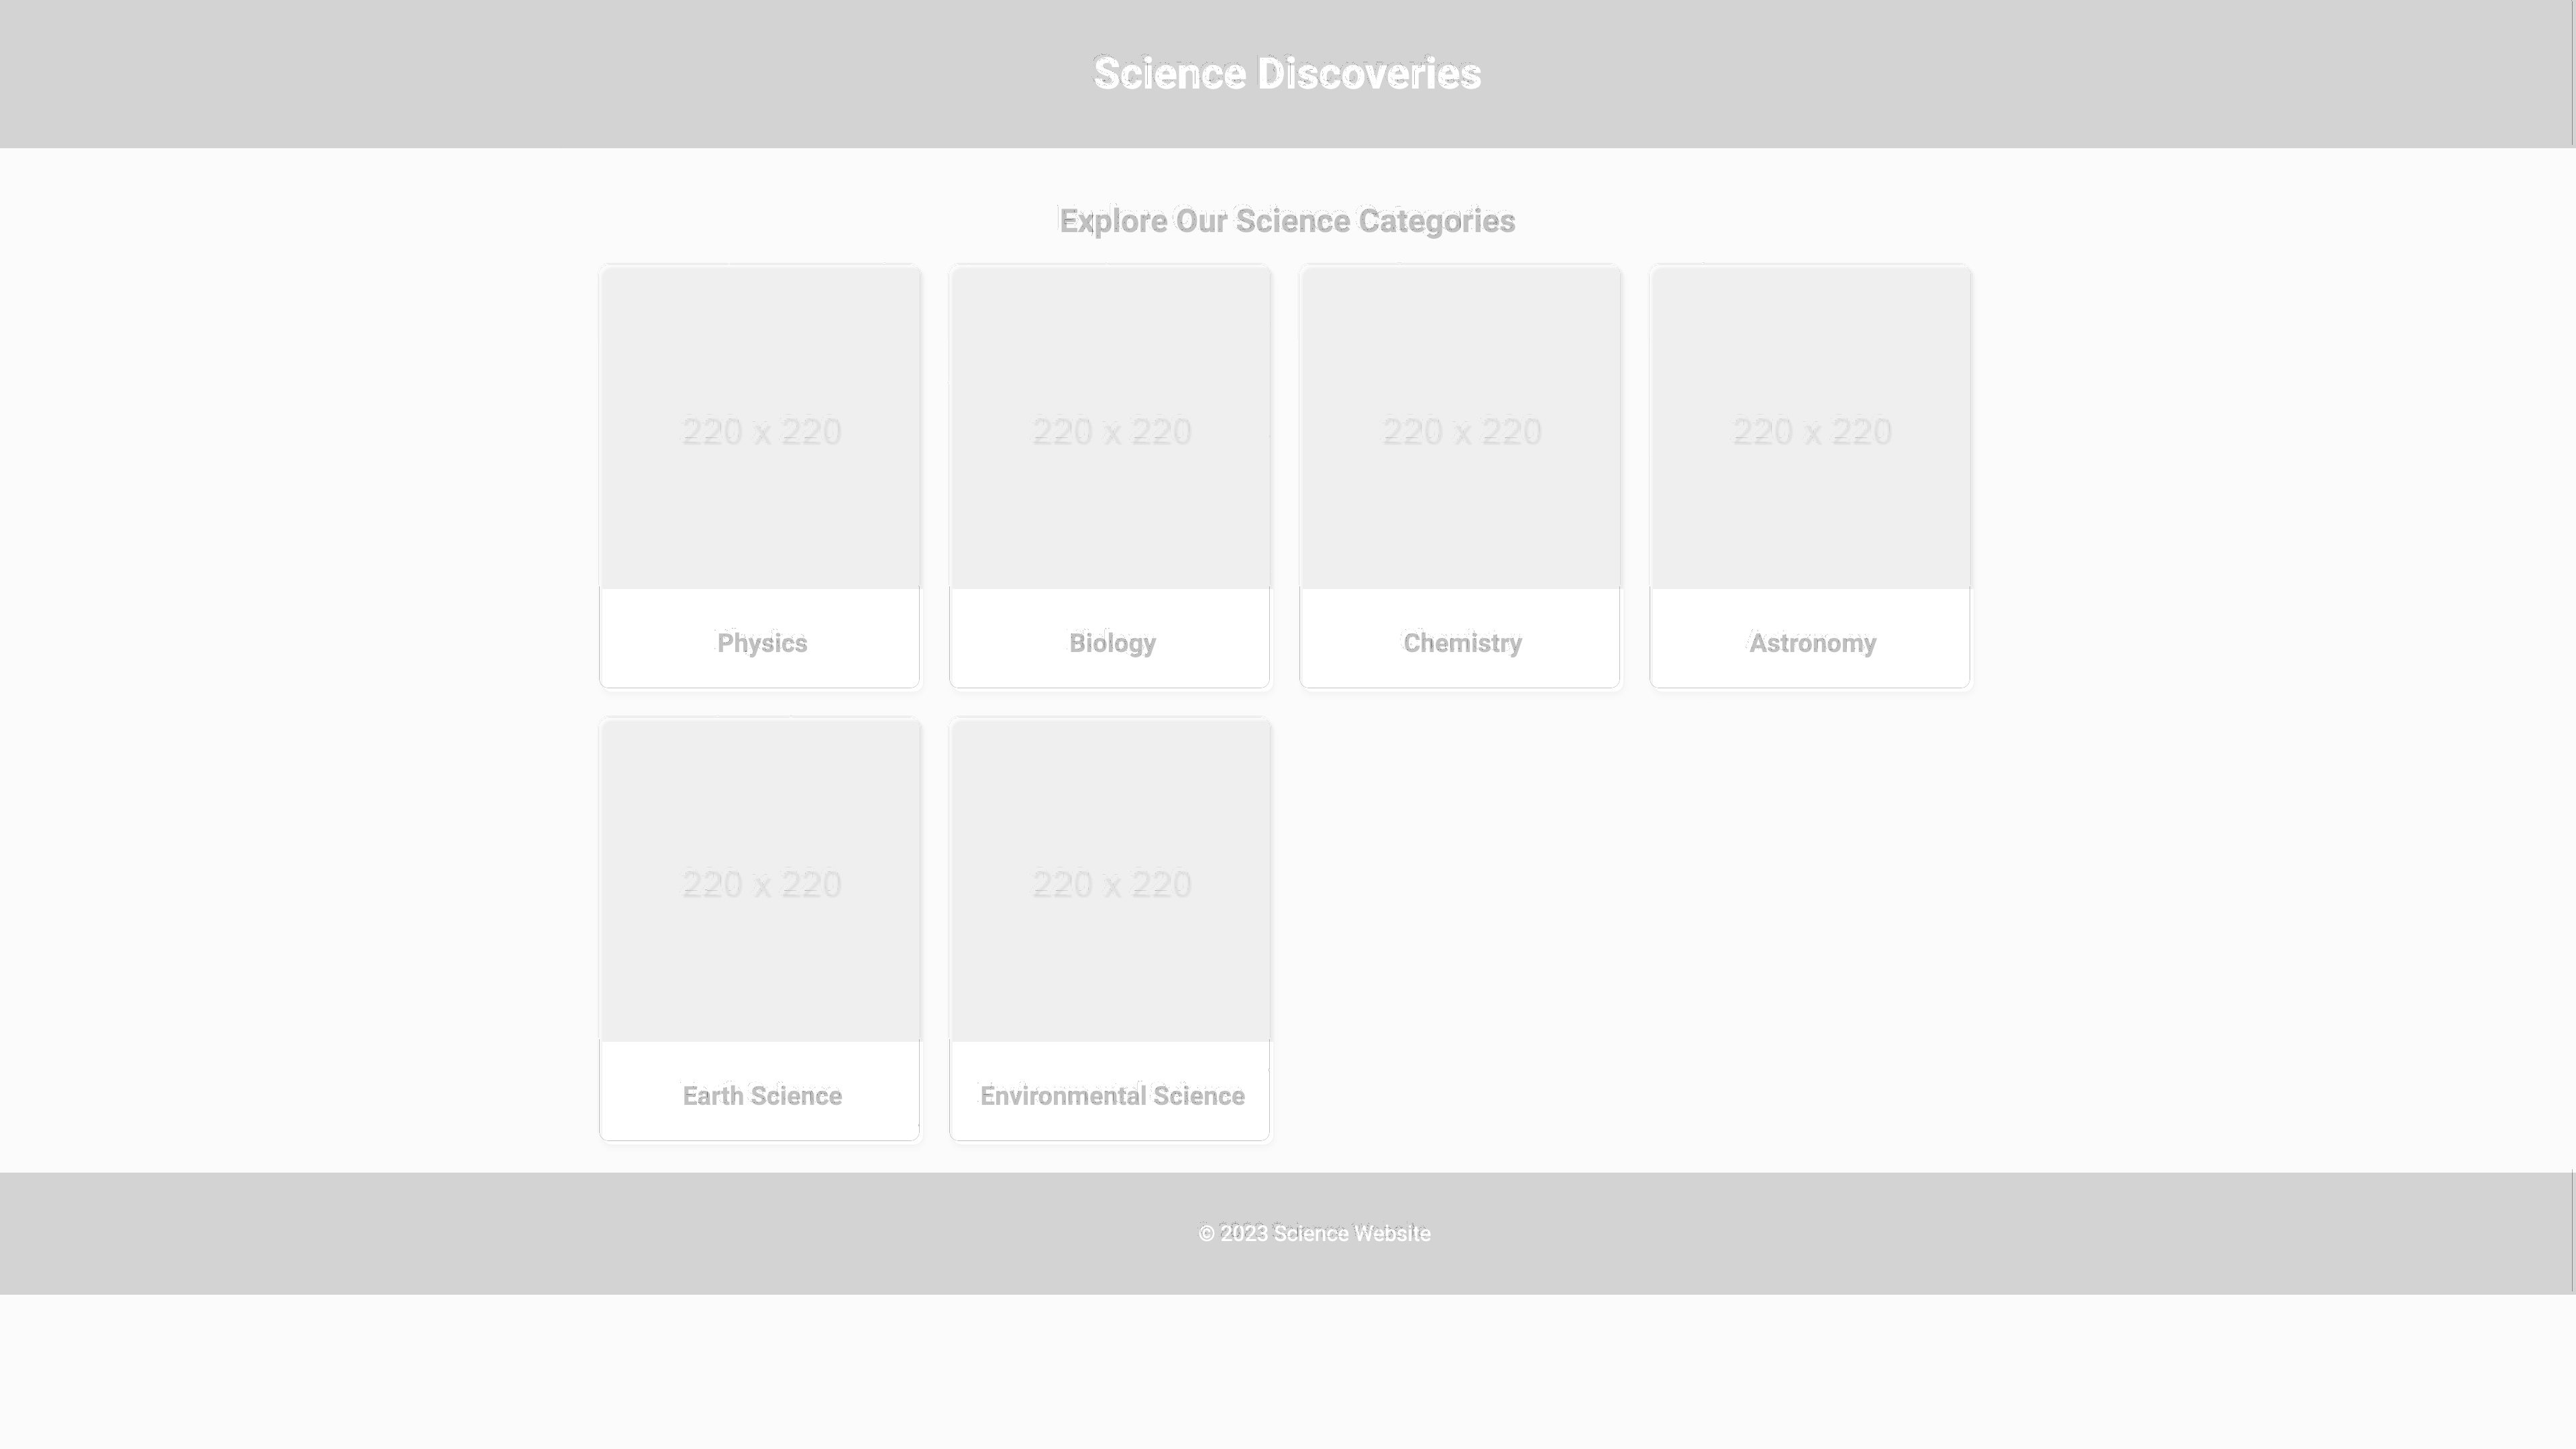 Science Discoveries
Explore Our Science Categories
220 x 220
220 x 220
220 x 220
220 x 220
Physics
Biology
Chemistry
Astronomy
220 x 220
220 x 220
Earth Science
Environmental Science
© 2023 Science Website